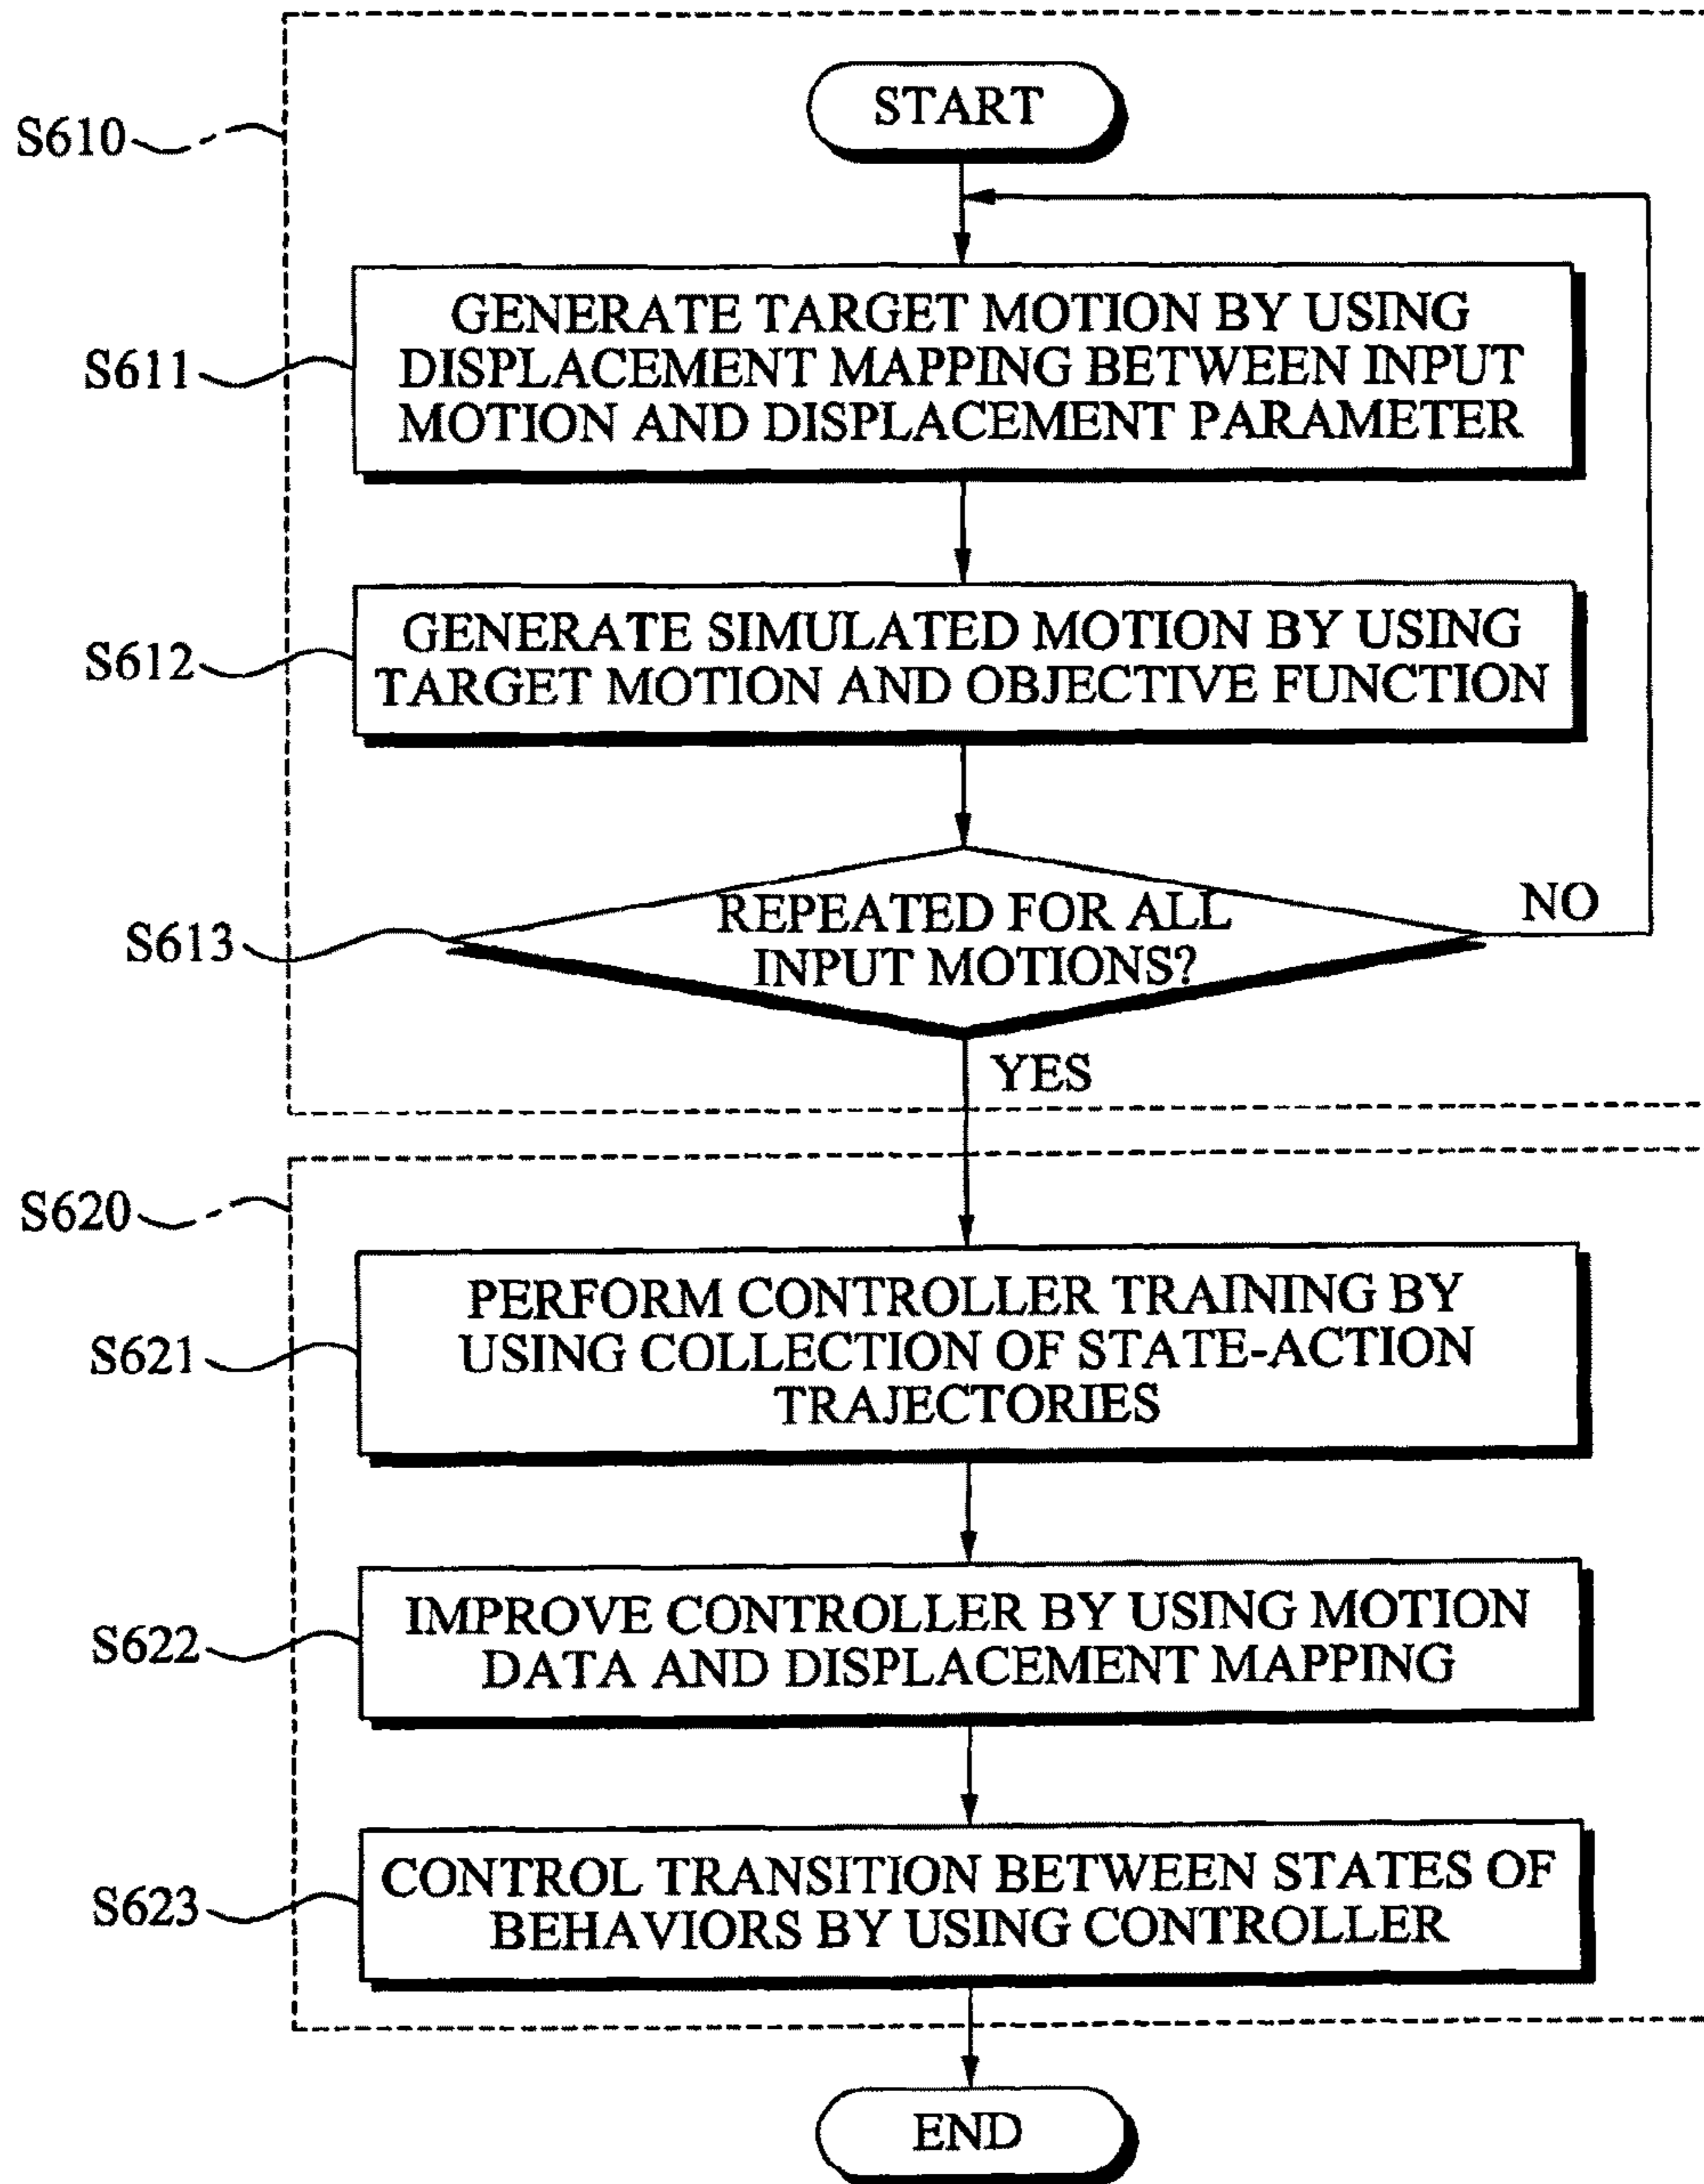 START
S610
GENERATE TARGET MOTION BY USING
DISPLACEMENT MAPPING BETWEEN INPUT
MOTION AND DISPLACEMENT PARAMETER
S611
GENERATE SIMULATED MOTION BY USING
TARGET MOTION AND OBJECTIVE FUNCTION
S612
REPEATED FOR ALL
INPUT MOTIONS?
NO
S613
YES
S620
PERFORM CONTROLLER TRAINING BY
USING COLLECTION OF STATE-ACTION
TRAJECTORIES
S621
IMPROVE CONTROLLER BY USING MOTION
DATA AND DISPLACEMENT MAPPING
S622
CONTROL TRANSITION BETWEEN STATES OF
BEHAVIORS BY USING CONTROLLER
S623
END